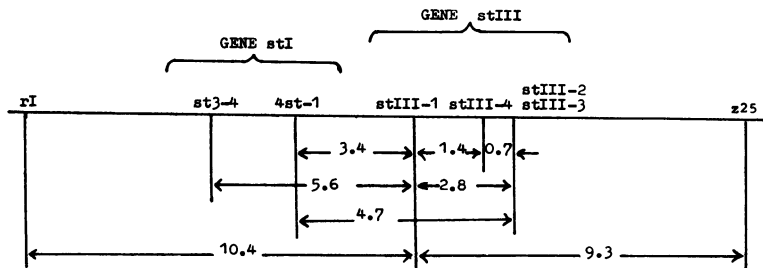 GENE stIII
GENE stI
stIII-2
rI st3-4 4st-1 stIII-1 stIII-4 stIII-3 z25
3.4 1.4 0.7
5.6 2.8
4.7
10.4 9.3